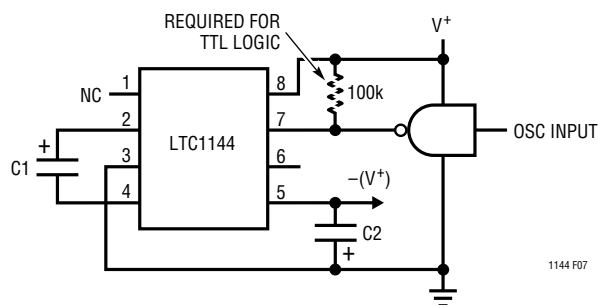 REQUIRED FOR
TTL LOGIC
V+
NC
1
2
3
4
LTC1144
8
7
6
5
100k
OSC INPUT
C1
+
–(V+)
C2
+
1144 F07